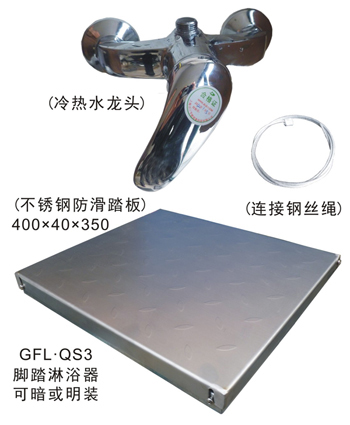 (冷热水龙头)
(不锈钢防滑踏板)
400×40×350
(连接钢丝绳)
GFL·QS3
脚踏淋浴器
可暗或明装